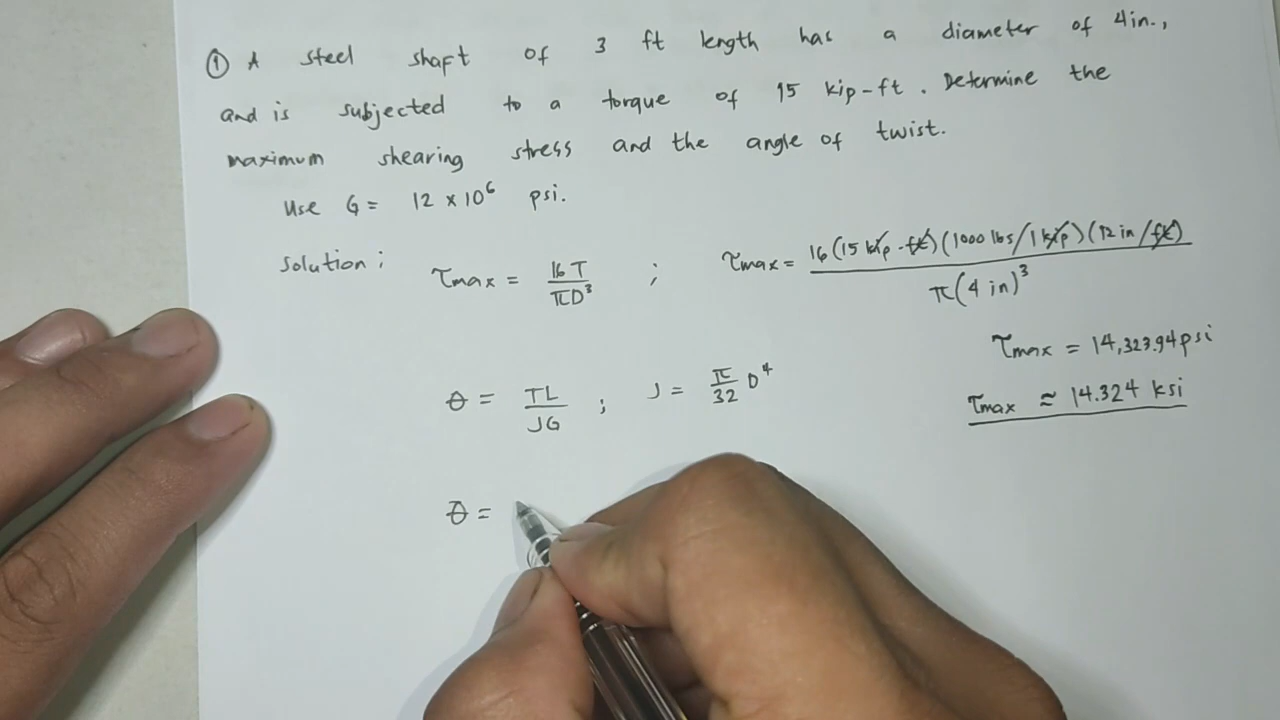 ① A steel shaft of 3 ft length has a diameter of 4in.,
and is subjected to a torque of 15 kip-ft. Determine the
maximum shearing stress and the angle of twist.
Use G = 12 × 10⁶ psi.
Solution: τmax = 16T / πD³ ; τmax = 16(15 kip-ft)(1000 lbs/1 kip)(12 in/ft) / π(4 in)³
τmax = 14,323.94 psi
θ = TL / JG ; J = π/32 D⁴
τmax ≈ 14.324 ksi
θ =